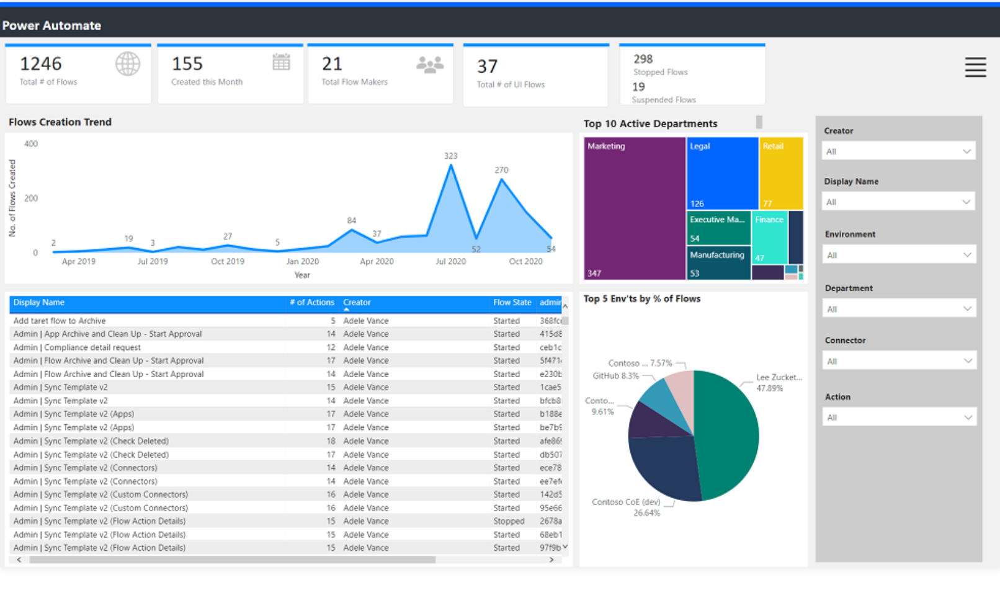 Power Automate
1246
Total # of Flows
155
Created this Month
21
Total Flow Makers
37
Total # of UI Flows
298
Stopped Flows
19
Suspended Flows
Flows Creation Trend
No. of Flows Created
400
200
0
2
19
3
27
5
84
37
323
52
270
54
Apr 2019
Jul 2019
Oct 2019
Jan 2020
Apr 2020
Jul 2020
Oct 2020
Year
Top 10 Active Departments
Marketing
347
Legal
126
Retail
77
Executive Ma...
54
Finance
47
Manufacturing
53
Display Name # of Actions Creator Flow State admin
Add taret flow to Archive 5 Adele Vance Started 368fc
Admin | App Archive and Clean Up - Start Approval 14 Adele Vance Started 415d8
Admin | Compliance detail request 12 Adele Vance Started ceb1c
Admin | Flow Archive and Clean Up - Start Approval 17 Adele Vance Started 5f471
Admin | Flow Archive and Clean Up - Start Approval 14 Adele Vance Started e230b
Admin | Sync Template v2 15 Adele Vance Started 1cae5
Admin | Sync Template v2 14 Adele Vance Started bfcb8
Admin | Sync Template v2 (Apps) 17 Adele Vance Started b188e
Admin | Sync Template v2 (Apps) 17 Adele Vance Started be7b9
Admin | Sync Template v2 (Check Deleted) 18 Adele Vance Started afe86
Admin | Sync Template v2 (Check Deleted) 17 Adele Vance Started db507
Admin | Sync Template v2 (Connectors) 14 Adele Vance Started ece78
Admin | Sync Template v2 (Connectors) 14 Adele Vance Started ee7ef
Admin | Sync Template v2 (Custom Connectors) 16 Adele Vance Started 142d5
Admin | Sync Template v2 (Custom Connectors) 16 Adele Vance Started 95e66
Admin | Sync Template v2 (Flow Action Details) 15 Adele Vance Stopped 2678a
Admin | Sync Template v2 (Flow Action Details) 15 Adele Vance Started 68eb1
Admin | Sync Template v2 (Flow Action Details) 15 Adele Vance Started 97f9b
Top 5 Env'ts by % of Flows
Contoso ... 7.57%
GitHub 8.3%
Conto...
9.61%
Lee Zucket...
47.89%
Contoso CoE (dev)
26.64%
Creator
All
Display Name
All
Environment
All
Department
All
Connector
All
Action
All